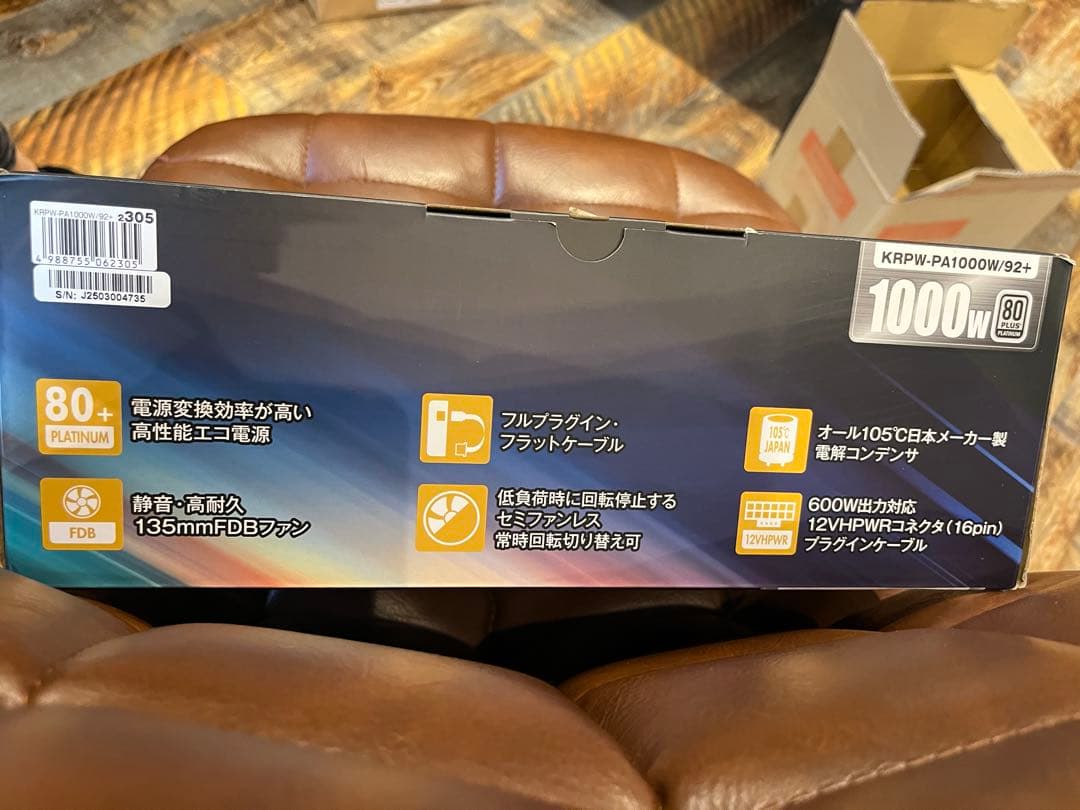 KRPW-PA1000W/92+ 2305
4 988755 062305
S/N: J2503004735
KRPW-PA1000W/92+
1000W
80
PLUS
PLATINUM
80+
PLATINUM
電源変換効率が高い
高性能エコ電源
フルプラグイン・
フラットケーブル
105℃
JAPAN
オール105℃日本メーカー製
電解コンデンサ
FDB
静音・高耐久
135mmFDBファン
低負荷時に回転停止する
セミファンレス
常時回転切り替え可
12VHPWR
600W出力対応
12VHPWRコネクタ(16pin)
プラグインケーブル